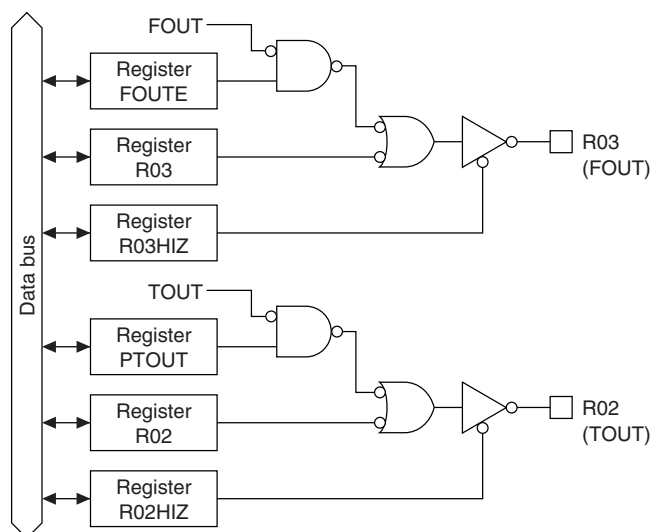 FOUT
Register
FOUTE
Register
R03
Register
R03HIZ
R03
(FOUT)
Data bus
TOUT
Register
PTOUT
Register
R02
Register
R02HIZ
R02
(TOUT)